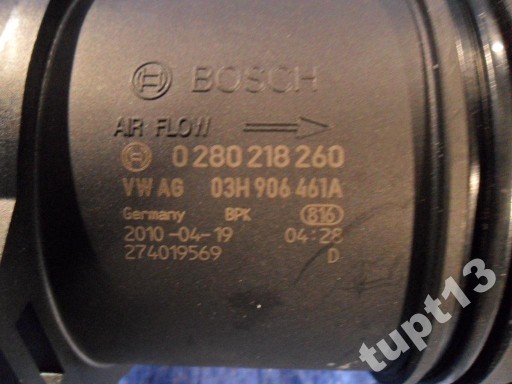 BOSCH
AIR FLOW
0 280 218 260
VW AG 03H 906 461A
Germany BPK 816
2010-04-19 04:28
274019569 D
tupt13